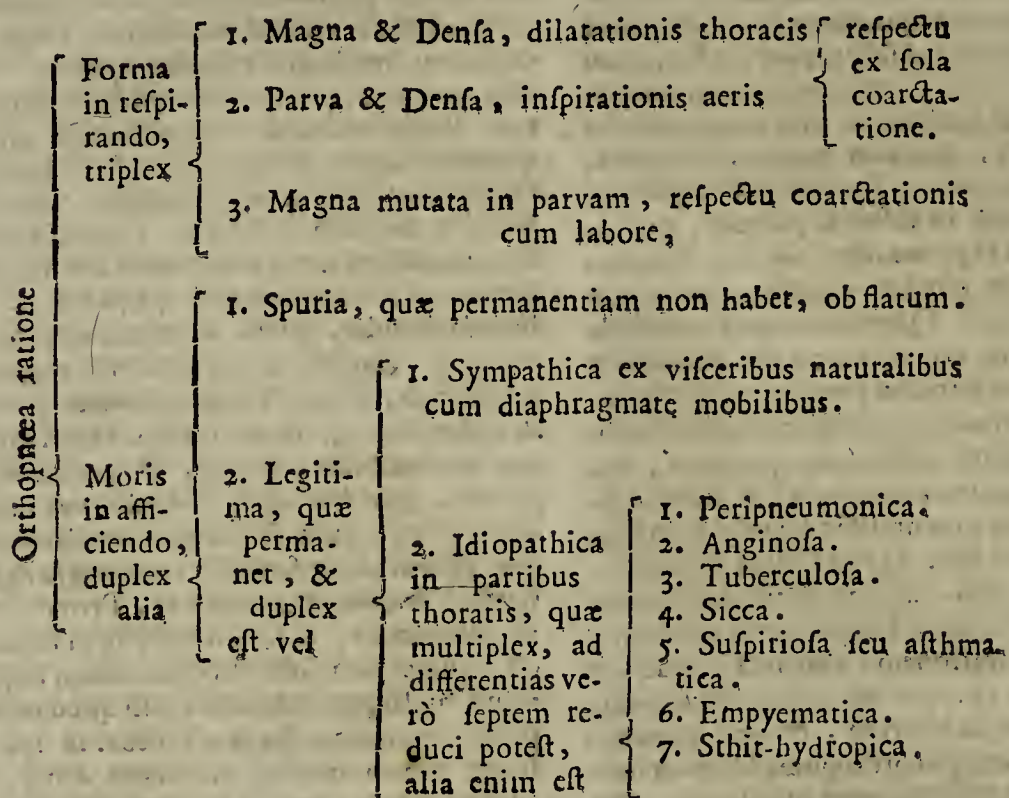 Orthopnœa ratione
Forma
in reſpi-
rando,
triplex
1. Magna & Denſa, dilatationis thoracis
2. Parva & Denſa, inſpirationis aeris
reſpectu
ex ſola
coarcta-
tione.
3. Magna mutata in parvam, reſpectu coarctationis
cum labore,
Moris
in affi-
ciendo,
duplex
alia
1. Spuria, quæ permanentiam non habet, ob flatum.
2. Legiti-
ma, quæ
perma-
net, &
duplex
eſt vel
1. Sympathica ex viſceribus naturalibus
cum diaphragmate mobilibus.
2. Idiopathica
in partibus
thoratis, quæ
multiplex, ad
differentias ve-
rò ſeptem re-
duci poteſt,
alia enim eſt
1. Peripneumonica.
2. Anginoſa.
3. Tuberculoſa.
4. Sicca.
5. Suſpirioſa ſeu aſthma-
tica.
6. Empyematica.
7. Sthit-hydropica.